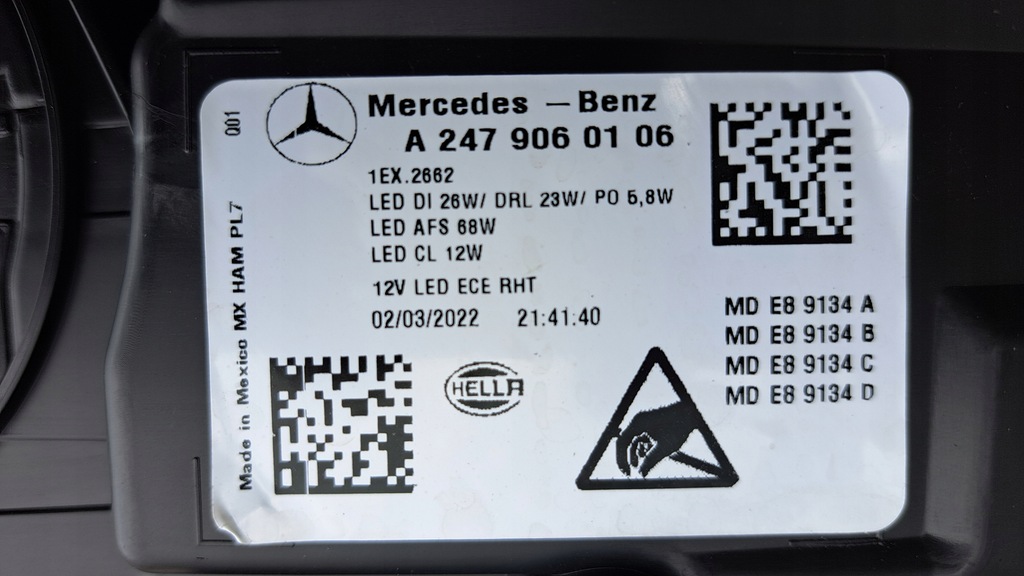 Q01
Mercedes - Benz
A 247 906 01 06
1EX.2662
LED DI 26W/ DRL 23W/ PO 5,8W
LED AFS 68W
LED CL 12W
12V LED ECE RHT
02/03/2022 21:41:40
MD E8 9134 A
MD E8 9134 B
MD E8 9134 C
MD E8 9134 D
HELLA
Made in Mexico MX HAM PL7